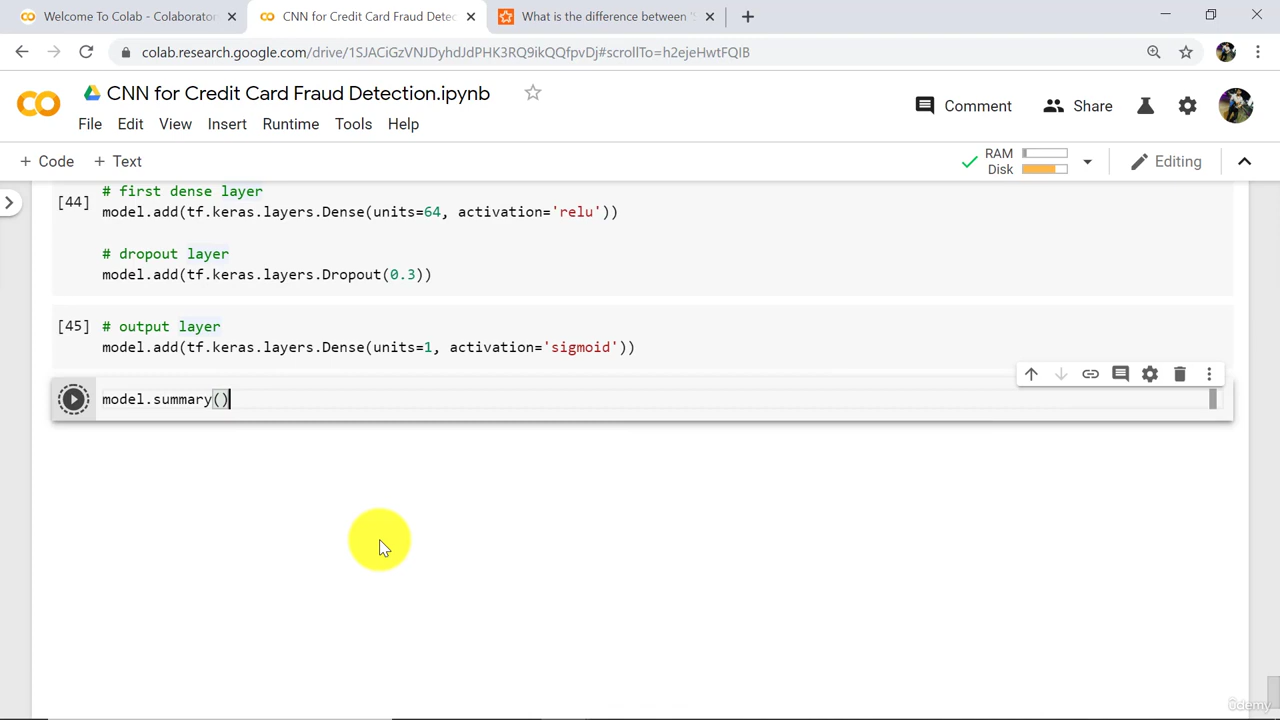 Welcome To Colab - Colaborator
CNN for Credit Card Fraud Detec
What is the difference between
colab.research.google.com/drive/1SJACiGzVNJDyhdJdPHK3RQ9ikQQfpvDj#scrollTo=h2ejeHwtFQIB
CNN for Credit Card Fraud Detection.ipynb
Comment
Share
File Edit View Insert Runtime Tools Help
+ Code + Text
RAM
Disk
Editing
# first dense layer
[44]
model.add(tf.keras.layers.Dense(units=64, activation='relu'))
# dropout layer
model.add(tf.keras.layers.Dropout(0.3))
[45] # output layer
model.add(tf.keras.layers.Dense(units=1, activation='sigmoid'))
model.summary()
ûdemy